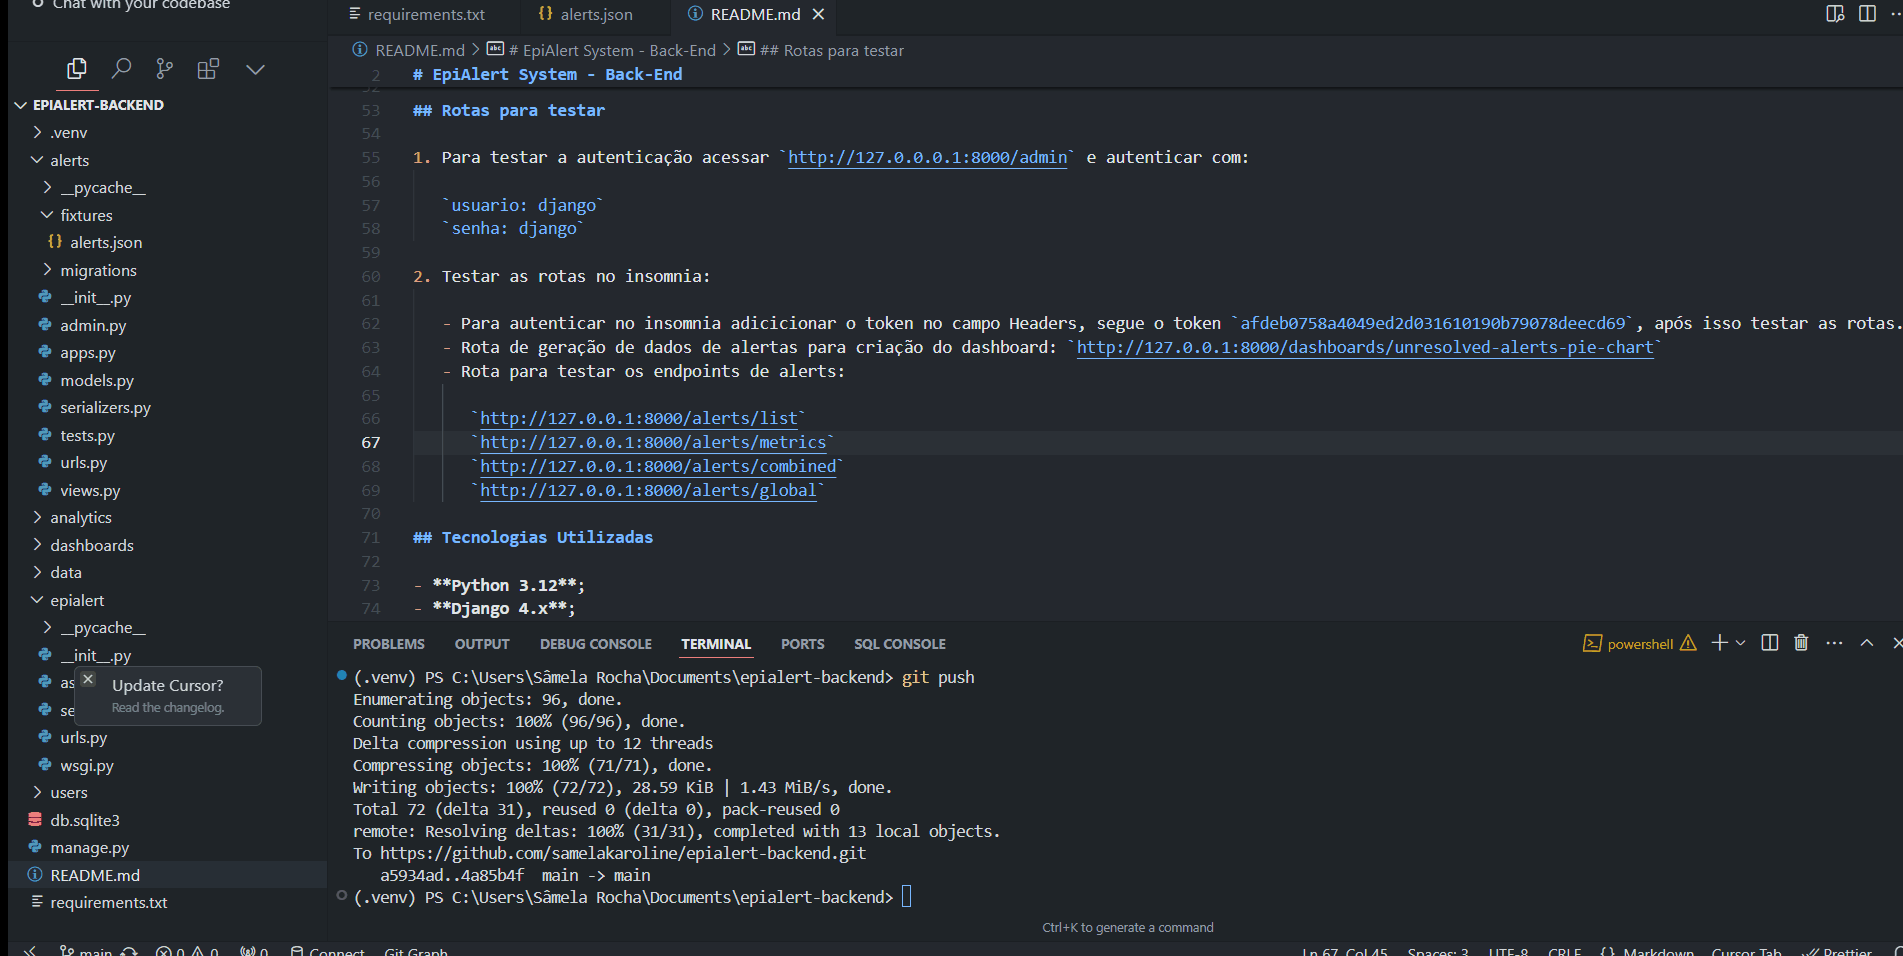 Chat with your codebase
EPIALERT-BACKEND
.venv
alerts
__pycache__
fixtures
alerts.json
migrations
__init__.py
admin.py
apps.py
models.py
serializers.py
tests.py
urls.py
views.py
analytics
dashboards
data
epialert
__pycache__
__init__.py
as
se
Update Cursor?
Read the changelog.
urls.py
wsgi.py
users
db.sqlite3
manage.py
README.md
requirements.txt
requirements.txt
alerts.json
README.md
README.md > # EpiAlert System - Back-End > ## Rotas para testar
2 # EpiAlert System - Back-End
52
53 ## Rotas para testar
54
55 1. Para testar a autenticação acessar `http://127.0.0.0.1:8000/admin` e autenticar com:
56
57 `usuario: django`
58 `senha: django`
59
60 2. Testar as rotas no insomnia:
61
62 - Para autenticar no insomnia adicicionar o token no campo Headers, segue o token `afdeb0758a4049ed2d031610190b79078deecd69`, após isso testar as rotas.
63 - Rota de geração de dados de alertas para criação do dashboard: `http://127.0.0.1:8000/dashboards/unresolved-alerts-pie-chart`
64 - Rota para testar os endpoints de alerts:
65
66 `http://127.0.0.1:8000/alerts/list`
67 `http://127.0.0.1:8000/alerts/metrics`
68 `http://127.0.0.1:8000/alerts/combined`
69 `http://127.0.0.1:8000/alerts/global`
70
71 ## Tecnologias Utilizadas
72
73 - **Python 3.12**;
74 - **Django 4.x**;
PROBLEMS OUTPUT DEBUG CONSOLE TERMINAL PORTS SQL CONSOLE
powershell
(.venv) PS C:\Users\Sâmela Rocha\Documents\epialert-backend> git push
Enumerating objects: 96, done.
Counting objects: 100% (96/96), done.
Delta compression using up to 12 threads
Compressing objects: 100% (71/71), done.
Writing objects: 100% (72/72), 28.59 KiB | 1.43 MiB/s, done.
Total 72 (delta 31), reused 0 (delta 0), pack-reused 0
remote: Resolving deltas: 100% (31/31), completed with 13 local objects.
To https://github.com/samelakaroline/epialert-backend.git
a5934ad..4a85b4f main -> main
(.venv) PS C:\Users\Sâmela Rocha\Documents\epialert-backend>
Ctrl+K to generate a command
main 0 0 0 Connect Git Graph Ln 67, Col 45 Spaces: 3 UTF-8 CRLF Markdown Cursor Tab Prettier